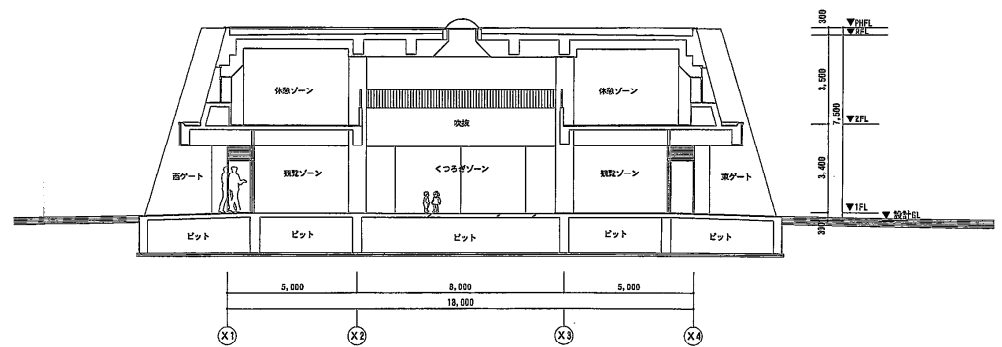 300
▼PHFL
▼RFL
休憩ゾーン
休憩ゾーン
3,500
7,500
吹抜
▼2FL
西ゲート
観覧ゾーン
くつろぎゾーン
観覧ゾーン
東ゲート
3,400
▼1FL
▼設計GL
300
ピット
ピット
ピット
ピット
ピット
5,000
8,000
5,000
18,000
X1
X2
X3
X4